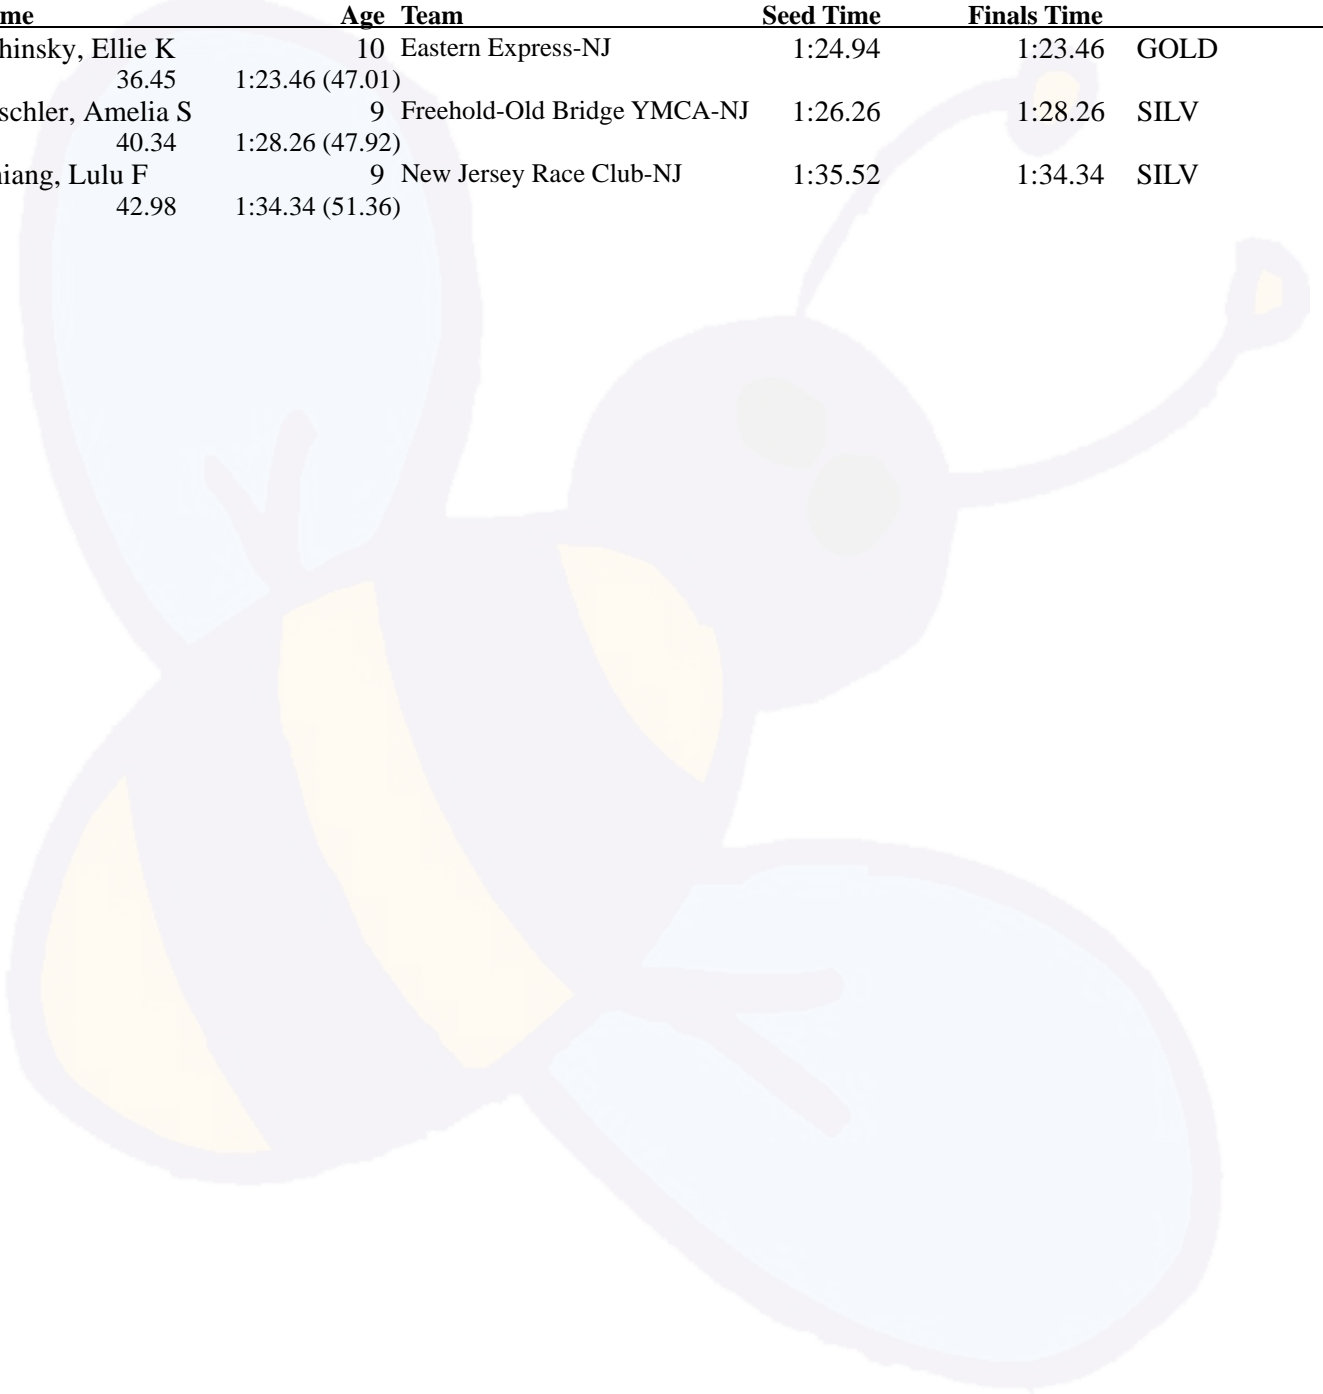 me Age Team Seed Time Finals Time
hinsky, Ellie K 10 Eastern Express-NJ 1:24.94 1:23.46 GOLD
36.45 1:23.46 (47.01)
schler, Amelia S 9 Freehold-Old Bridge YMCA-NJ 1:26.26 1:28.26 SILV
40.34 1:28.26 (47.92)
iang, Lulu F 9 New Jersey Race Club-NJ 1:35.52 1:34.34 SILV
42.98 1:34.34 (51.36)